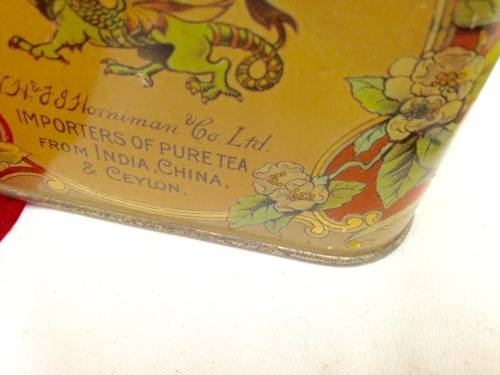 W. H. & F. J. Horniman & Co. Ltd.
IMPORTERS OF PURE TEA
FROM INDIA, CHINA,
& CEYLON.